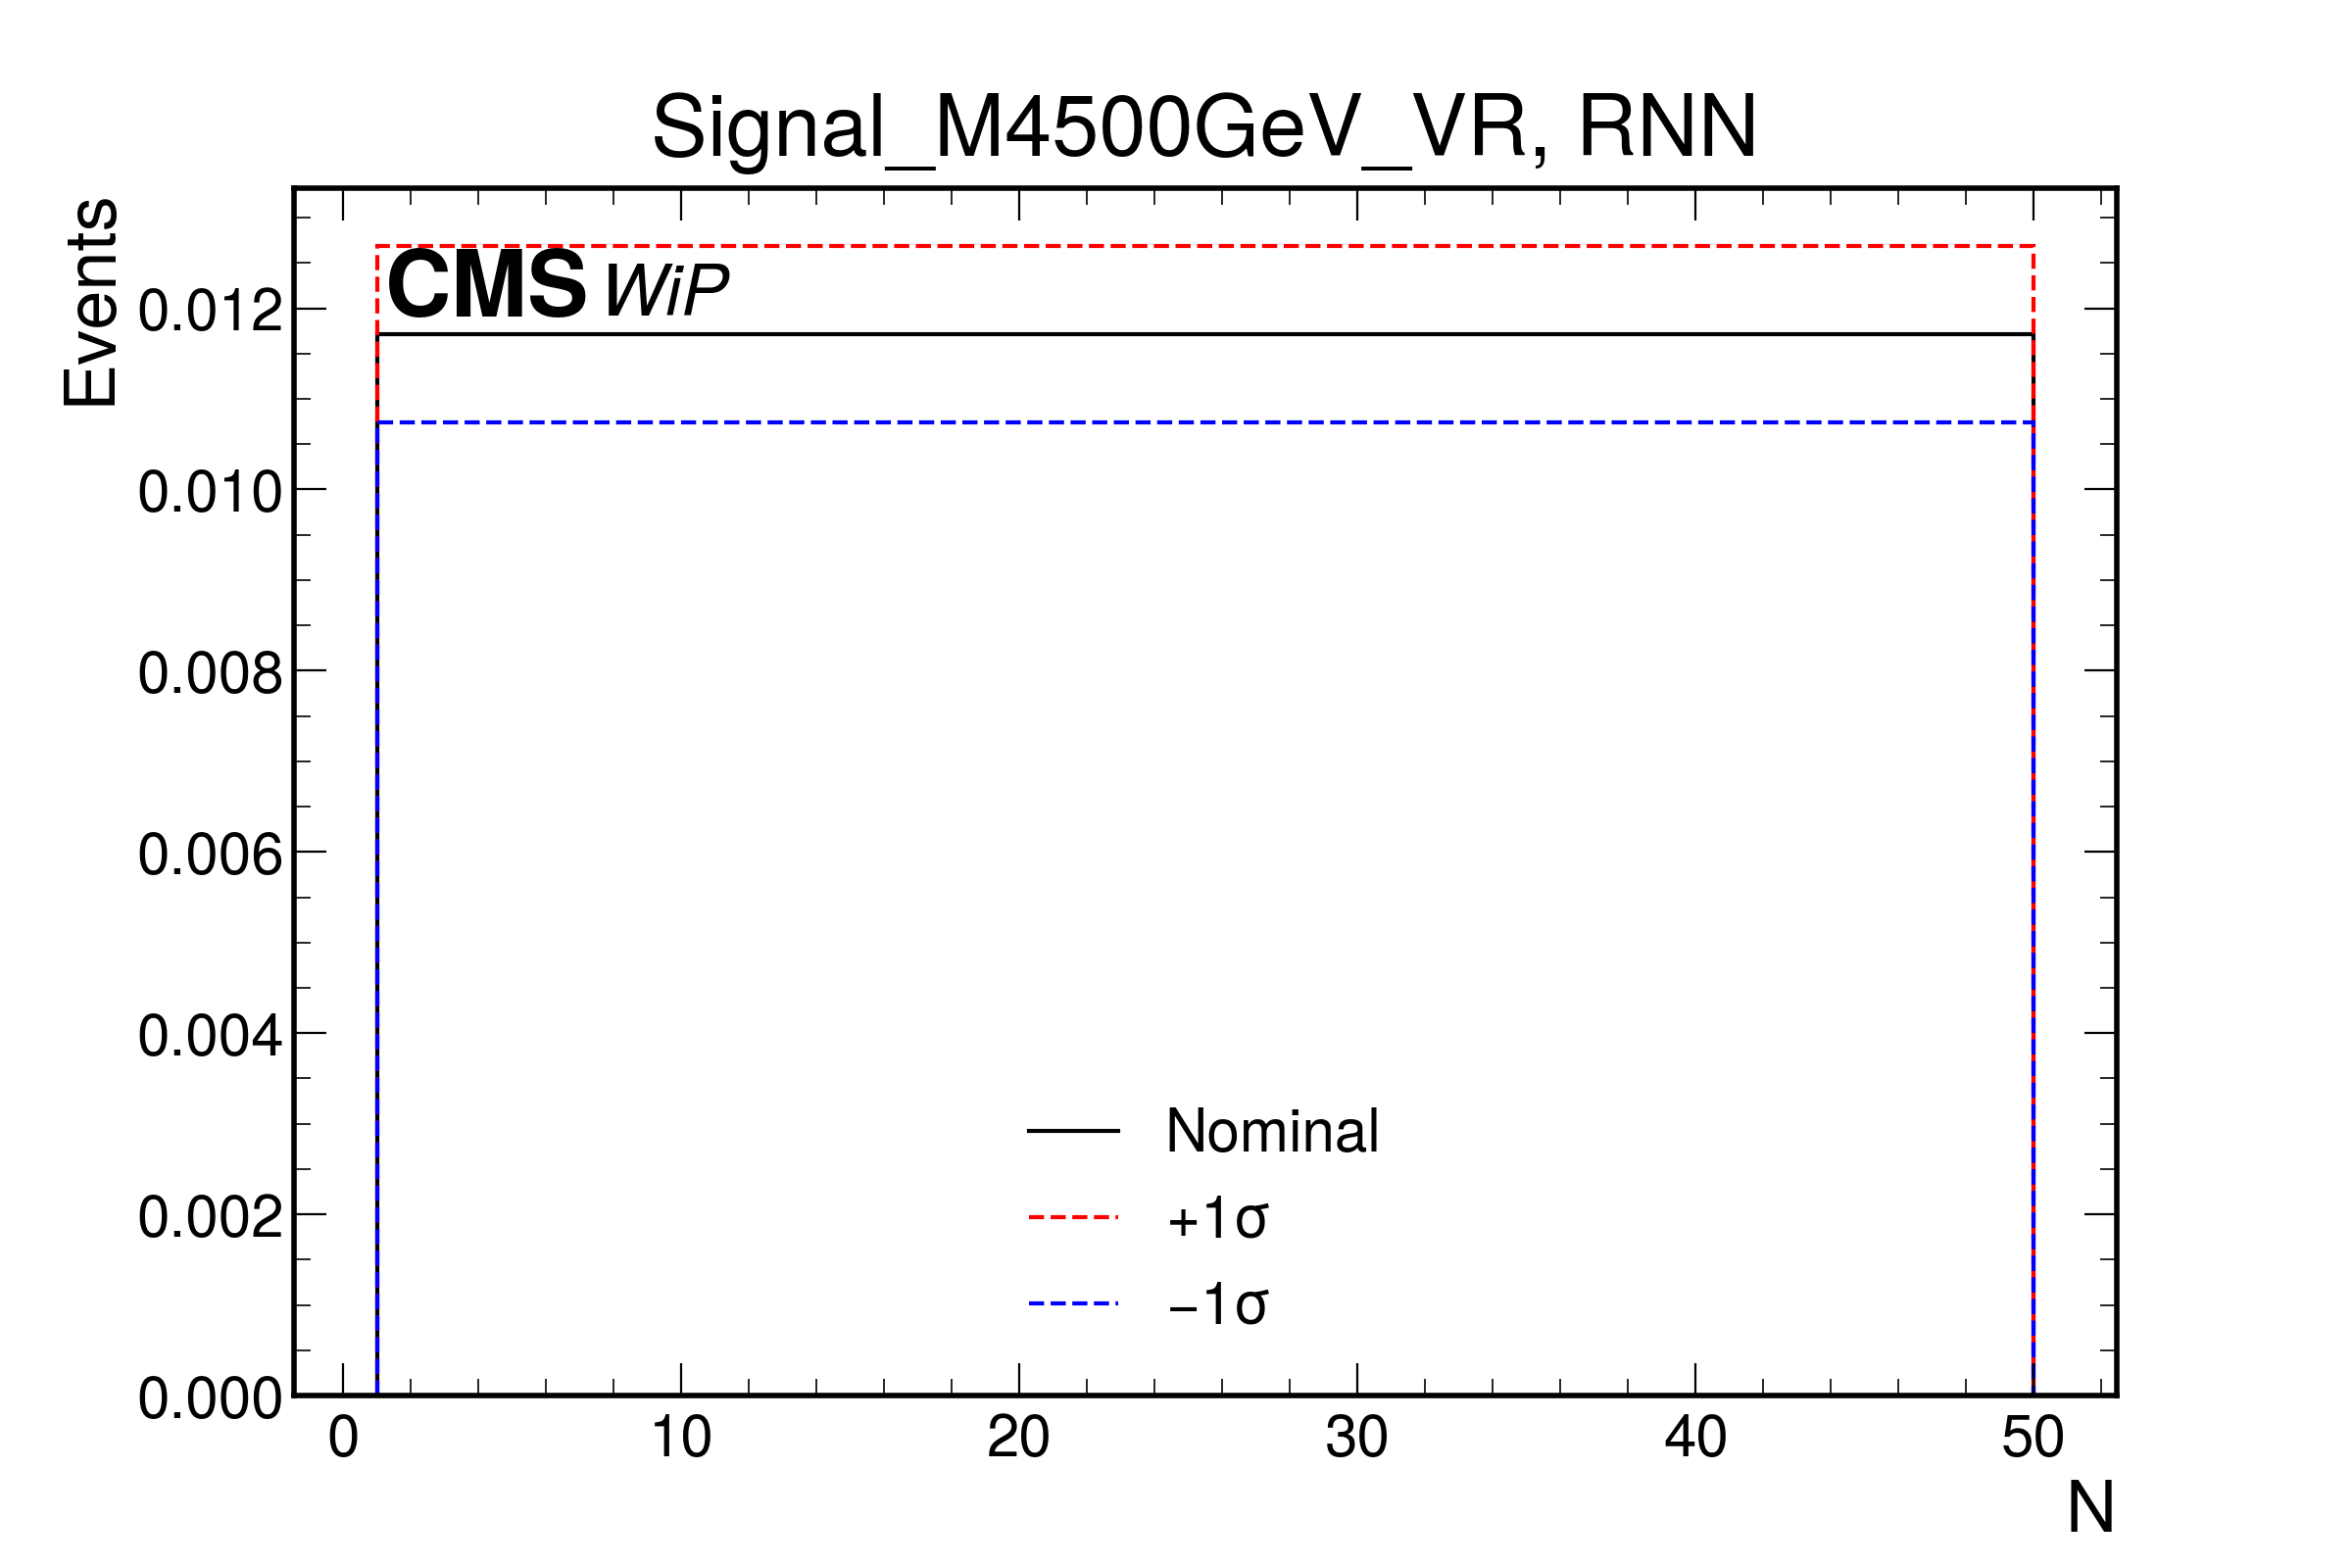 Signal_M4500GeV_VR, RNN
Events
CMS WiP
0.012
0.010
0.008
0.006
0.004
0.002
0.000
Nominal
+1σ
−1σ
0 10 20 30 40 50
N